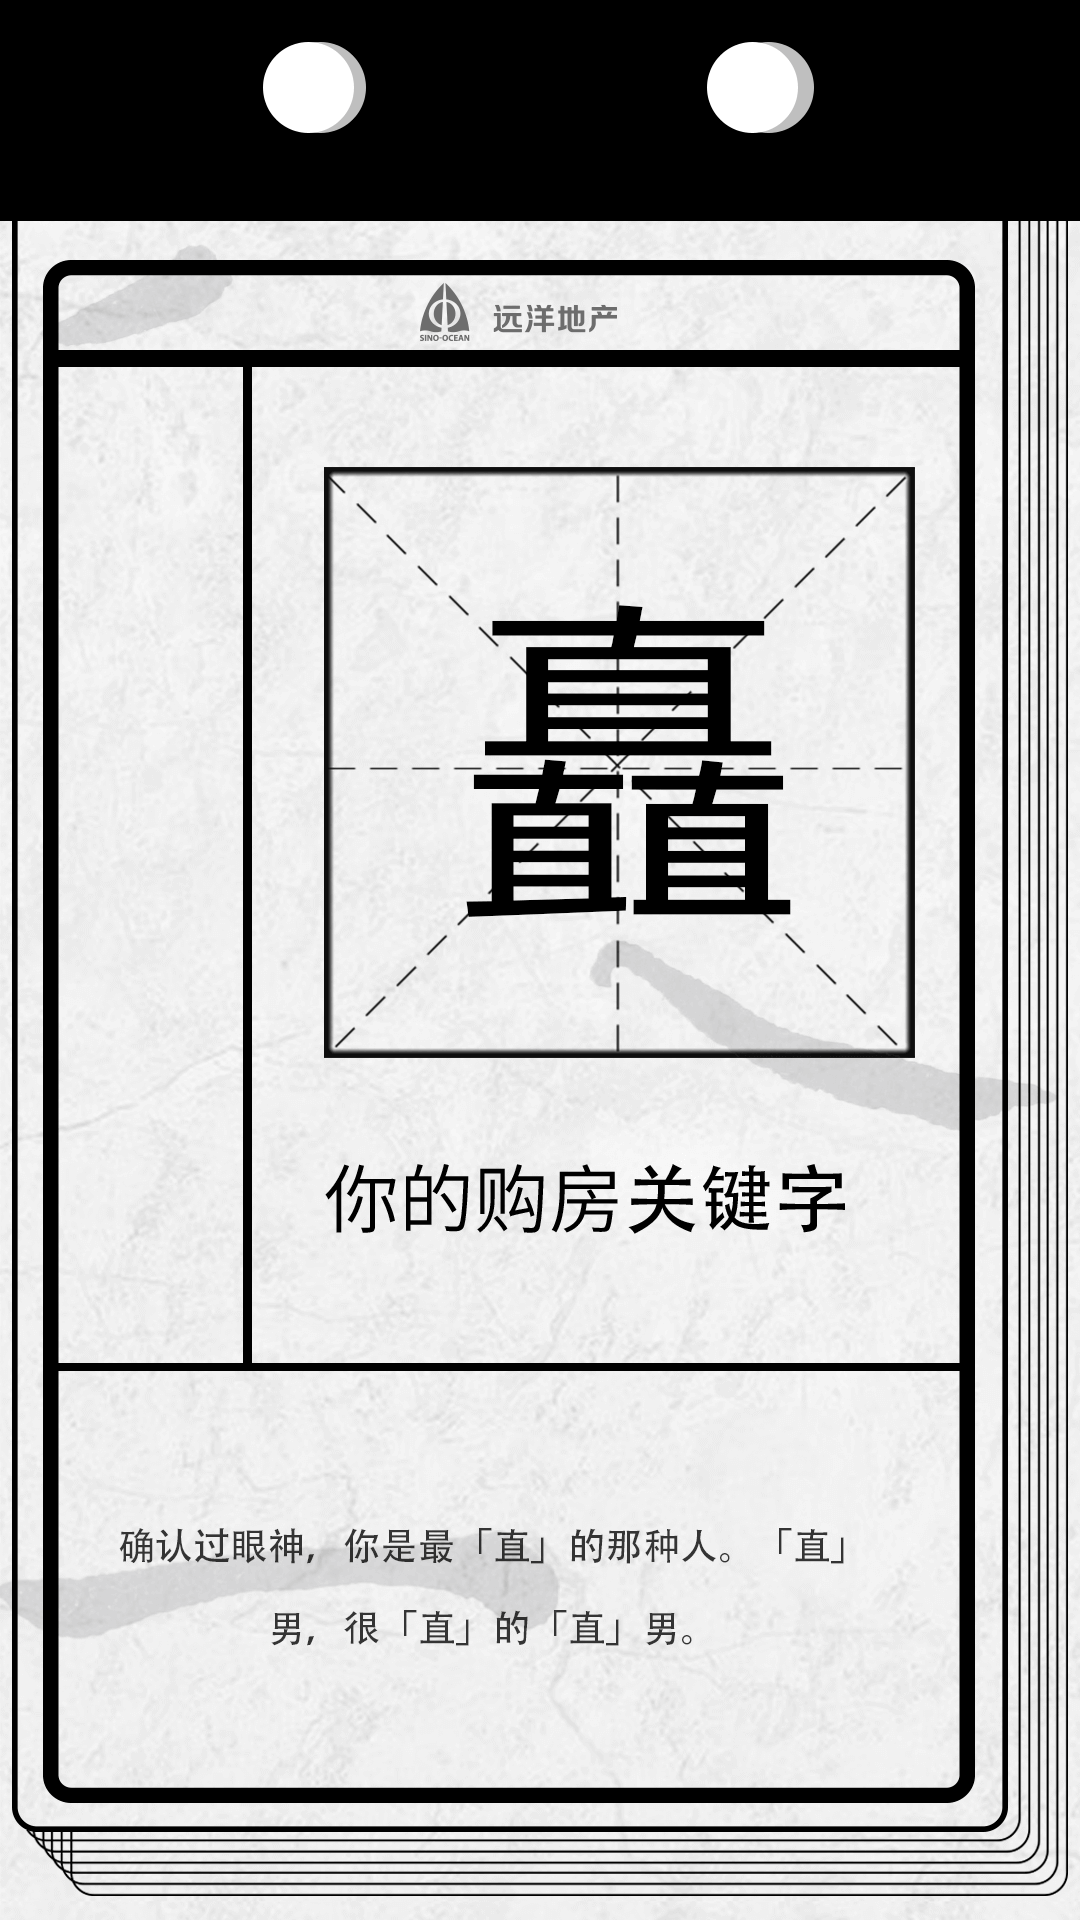 SINO-OCEAN 远洋地产
矗
你的购房关键字
确认过眼神，你是最「直」的那种人。「直」
男，很「直」的「直」男。